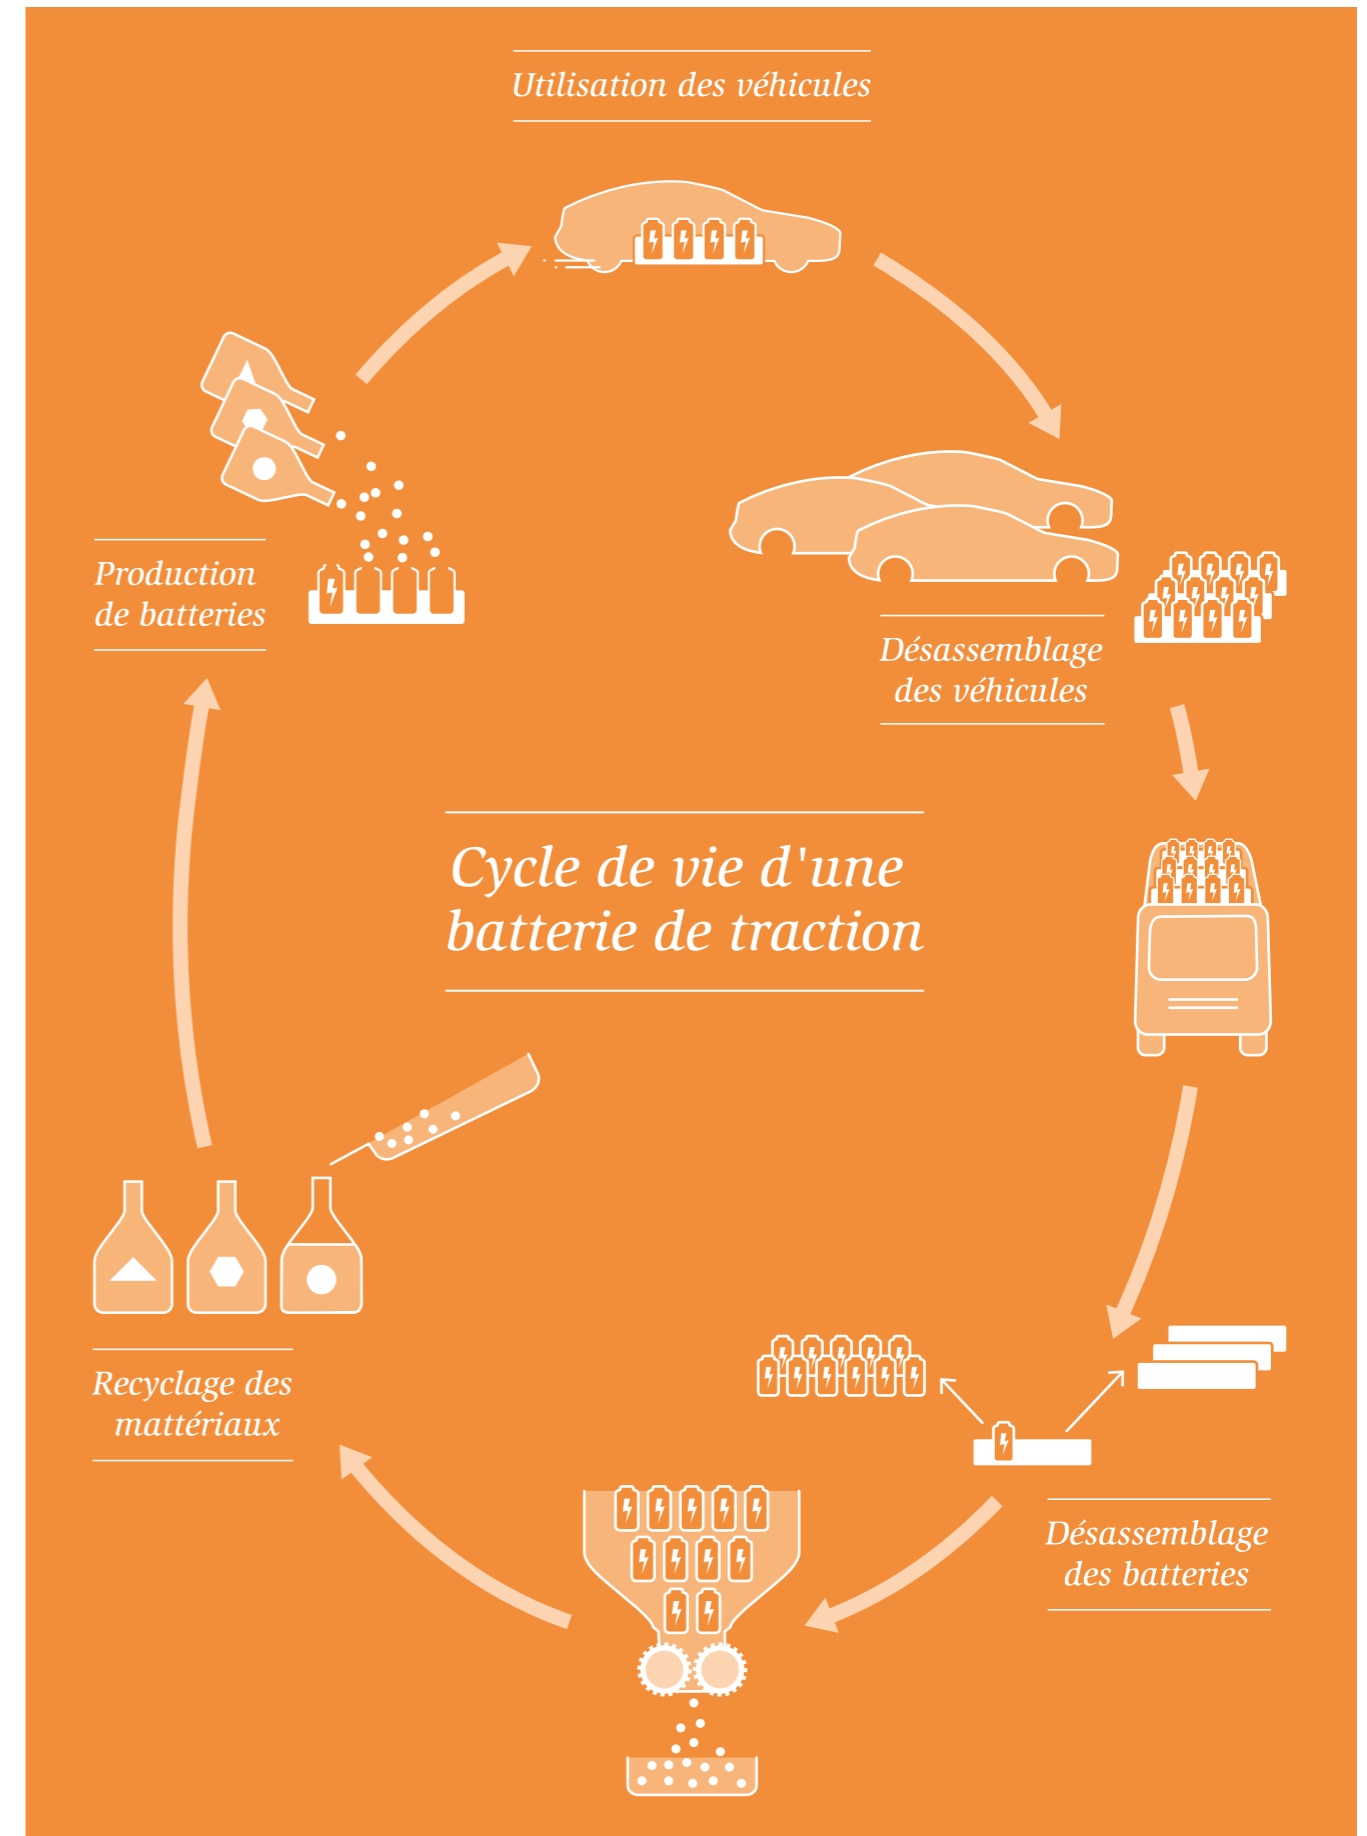 Utilisation des véhicules
Production
de batteries
Désassemblage
des véhicules
Cycle de vie d'une
batterie de traction
Recyclage des
mattériaux
Désassemblage
des batteries